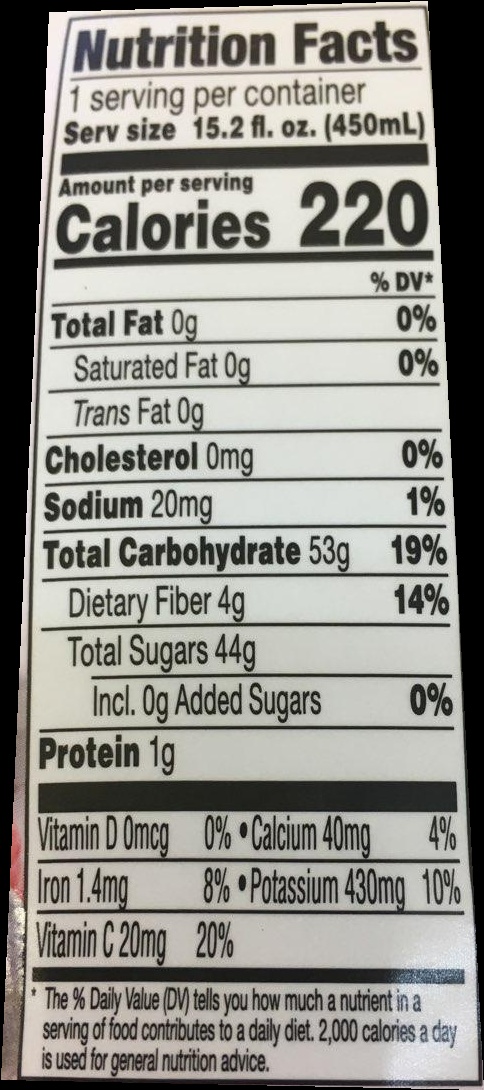 Nutrition Facts
1 serving per container
Serv size 15.2 fl. oz. (450mL)
Amount per serving
Calories 220
% DV*
Total Fat 0g 0%
Saturated Fat 0g 0%
Trans Fat 0g
Cholesterol 0mg 0%
Sodium 20mg 1%
Total Carbohydrate 53g 19%
Dietary Fiber 4g 14%
Total Sugars 44g
Incl. 0g Added Sugars 0%
Protein 1g
Vitamin D 0mcg 0% • Calcium 40mg 4%
Iron 1.4mg 8% • Potassium 430mg 10%
Vitamin C 20mg 20%
* The % Daily Value (DV) tells you how much a nutrient in a
serving of food contributes to a daily diet. 2,000 calories a day
is used for general nutrition advice.